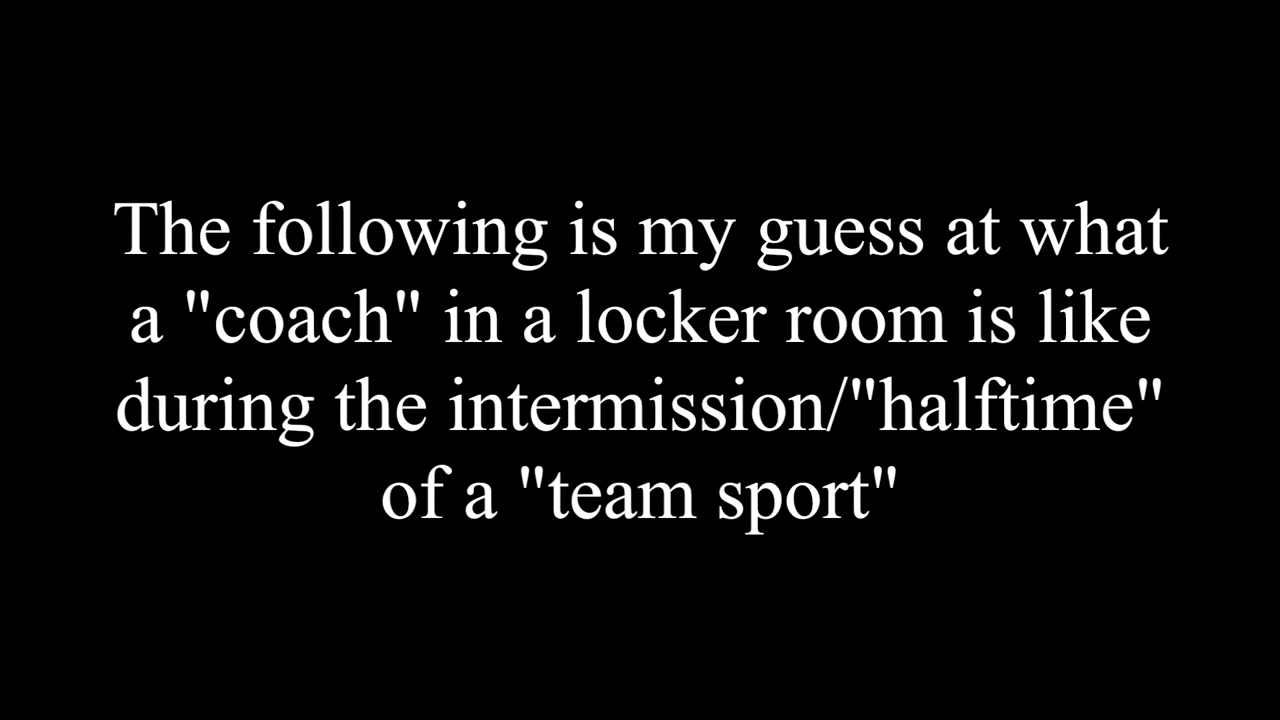 The following is my guess at what
a "coach" in a locker room is like
during the intermission/"halftime"
of a "team sport"